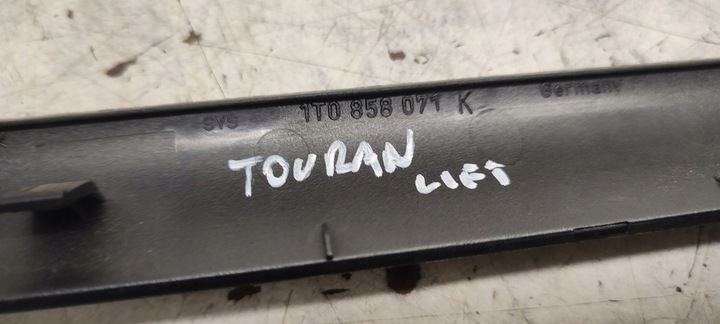 SVS 1T0 858 071 K Germany
TOURAN LIFT